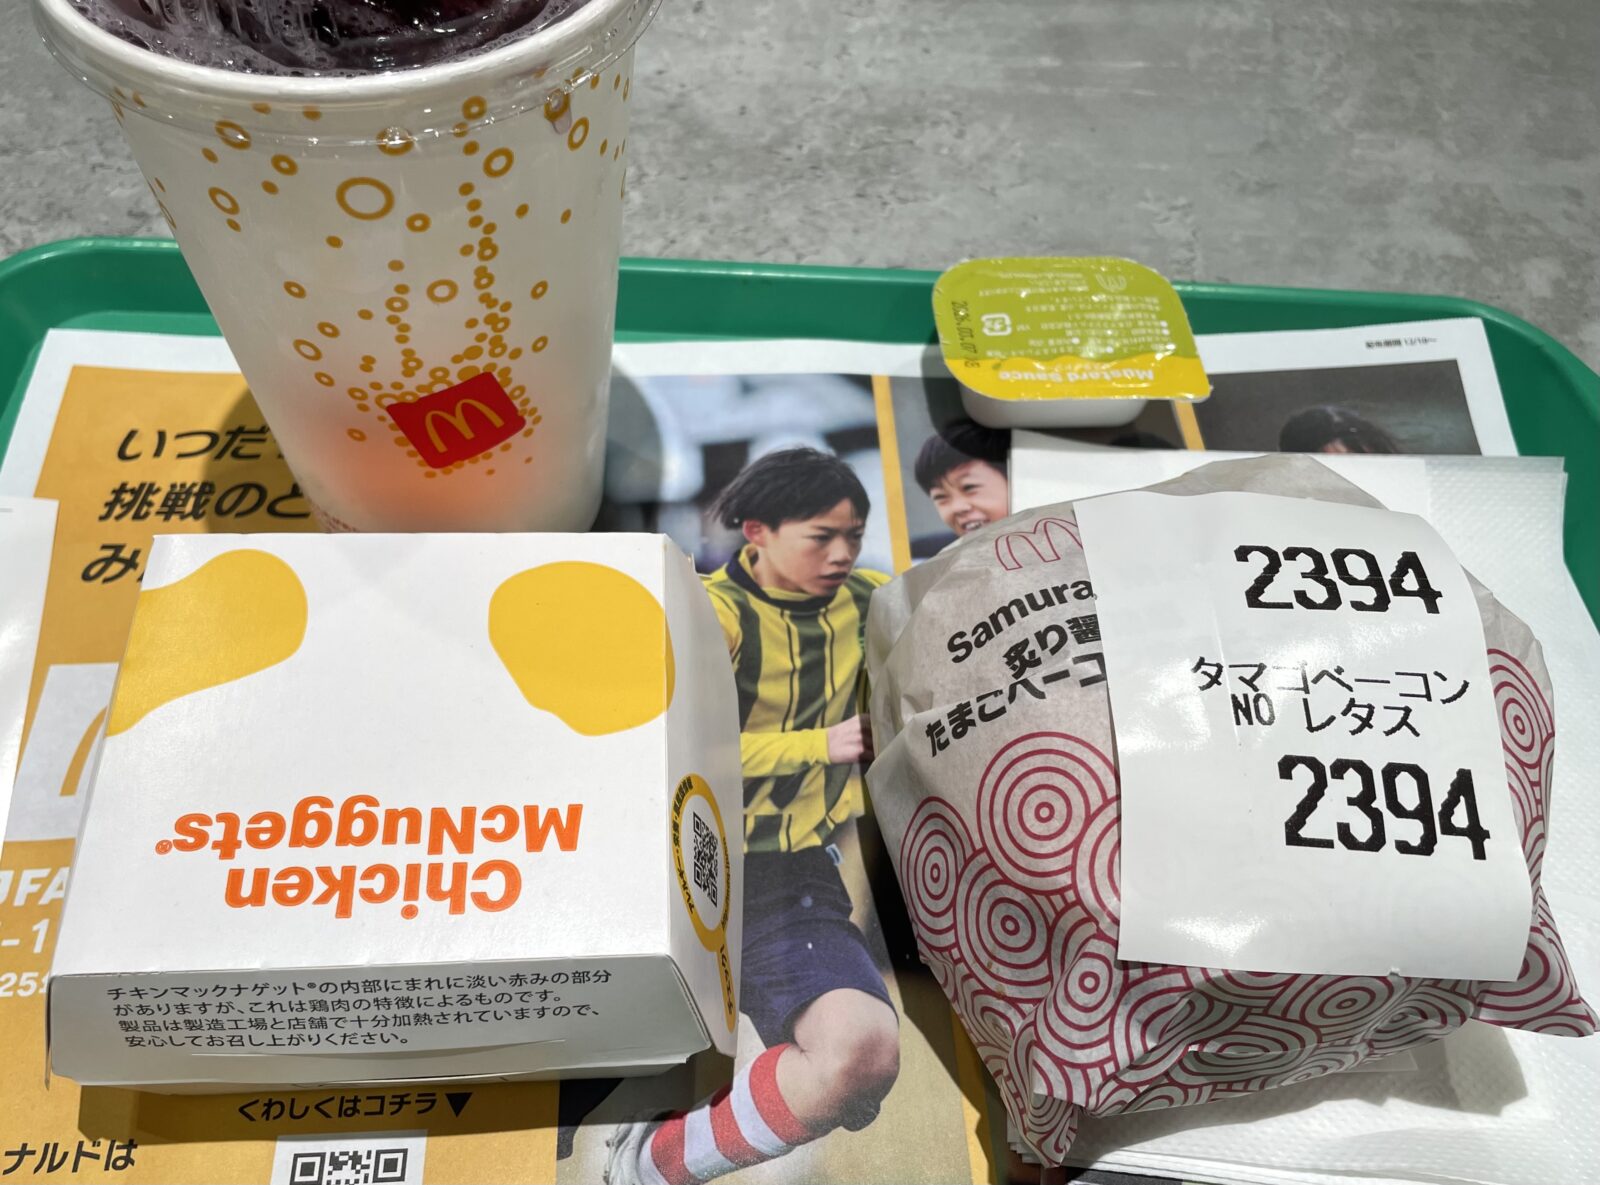 いつだ
挑戦のと
み
Mustard Sauce
Samura
炙り醤
たまごベーコ
2394
タマゴベーコン
NO レタス
2394
Chicken
McNuggets®
チキンマックナゲット®の内部にまれに淡い赤みの部分
がありますが、これは鶏肉の特徴によるものです。
製品は製造工場と店舗で十分加熱されていますので、
安心してお召し上がりください。
くわしくはコチラ▼
ナルドは